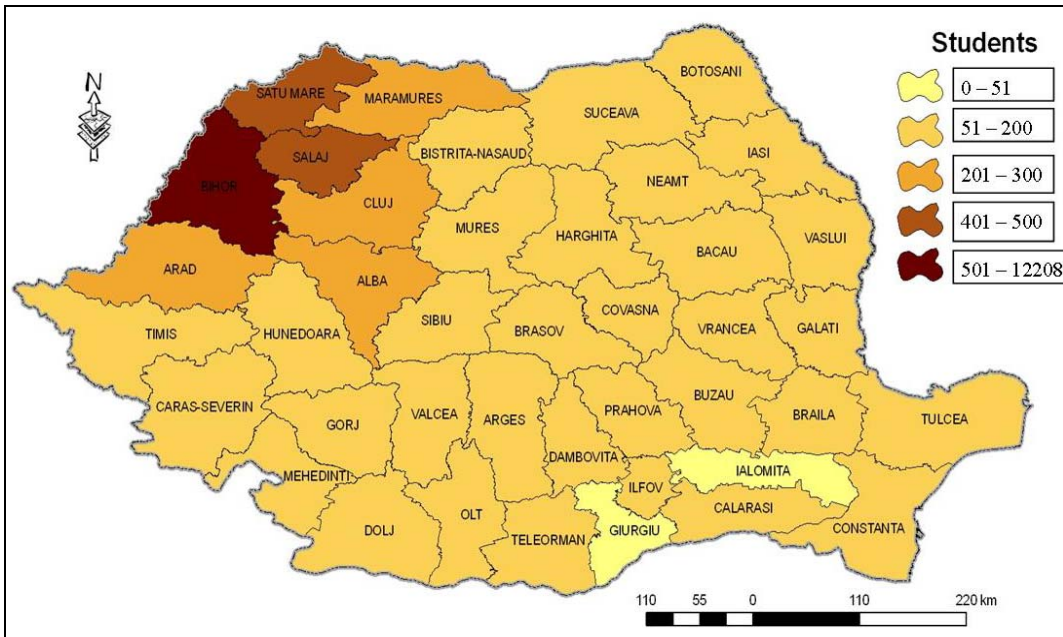 Students
0 – 51
51 – 200
201 – 300
401 – 500
501 – 12208
N
BOTOSANI
SATU MARE
MARAMURES
SUCEAVA
IASI
SALAJ
BISTRITA-NASAUD
BIHOR
NEAMT
CLUJ
MURES
HARGHITA
BACAU
VASLUI
ARAD
ALBA
COVASNA
SIBIU
TIMIS
HUNEDOARA
BRASOV
VRANCEA
GALATI
BUZAU
CARAS-SEVERIN
VALCEA
ARGES
PRAHOVA
BRAILA
TULCEA
GORJ
DAMBOVITA
IALOMITA
MEHEDINTI
ILFOV
CALARASI
OLT
DOLJ
TELEORMAN
GIURGIU
CONSTANTA
110 55 0 110 220 km